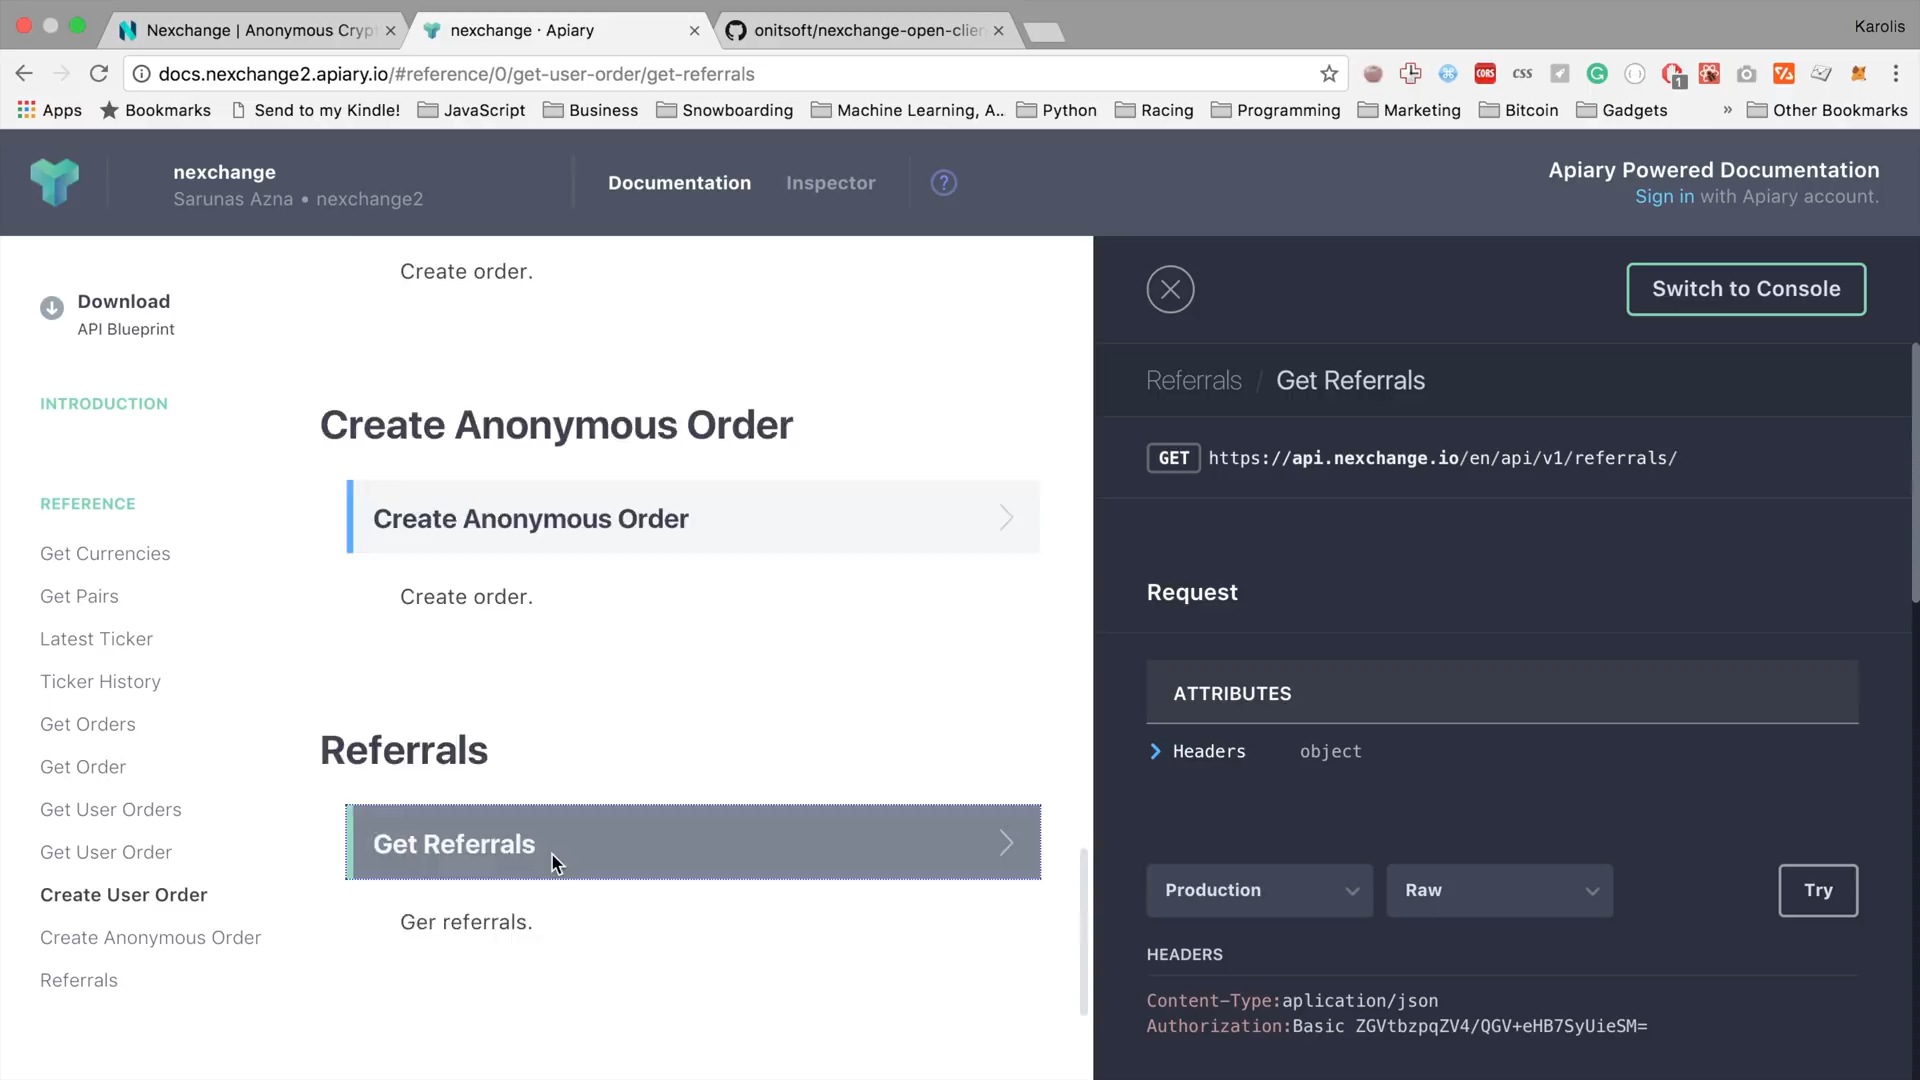 Nexchange | Anonymous Cryp
nexchange · Apiary
onitsoft/nexchange-open-clien
Karolis
docs.nexchange2.apiary.io/#reference/0/get-user-order/get-referrals
CORS
CSS
1
Apps
Bookmarks
Send to my Kindle!
JavaScript
Business
Snowboarding
Machine Learning, A...
Python
Racing
Programming
Marketing
Bitcoin
Gadgets
»
Other Bookmarks
nexchange
Sarunas Azna • nexchange2
Documentation
Inspector
?
Apiary Powered Documentation
Sign in with Apiary account.
Download
API Blueprint
INTRODUCTION
REFERENCE
Get Currencies
Get Pairs
Latest Ticker
Ticker History
Get Orders
Get Order
Get User Orders
Get User Order
Create User Order
Create Anonymous Order
Referrals
Create order.
Create Anonymous Order
Create Anonymous Order
Create order.
Referrals
Get Referrals
Ger referrals.
Switch to Console
Referrals / Get Referrals
GET https://api.nexchange.io/en/api/v1/referrals/
Request
ATTRIBUTES
Headers object
Production
Raw
Try
HEADERS
Content-Type:aplication/json
Authorization:Basic ZGVtbzpqZV4/QGV+eHB7SyUieSM=